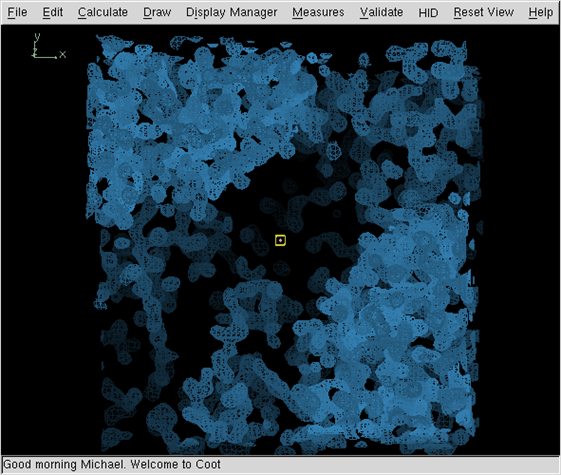 File Edit Calculate Draw Display Manager Measures Validate HID Reset View Help
y
x
Good morning Michael. Welcome to Coot